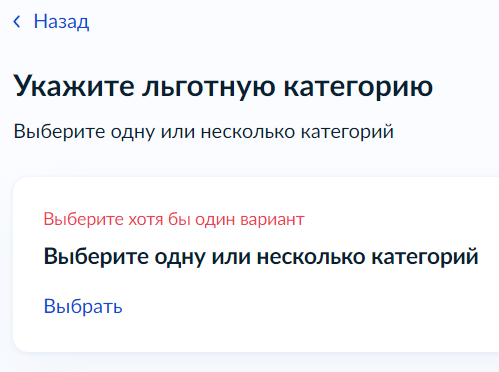 Назад
Укажите льготную категорию
Выберите одну или несколько категорий
Выберите хотя бы один вариант
Выберите одну или несколько категорий
Выбрать